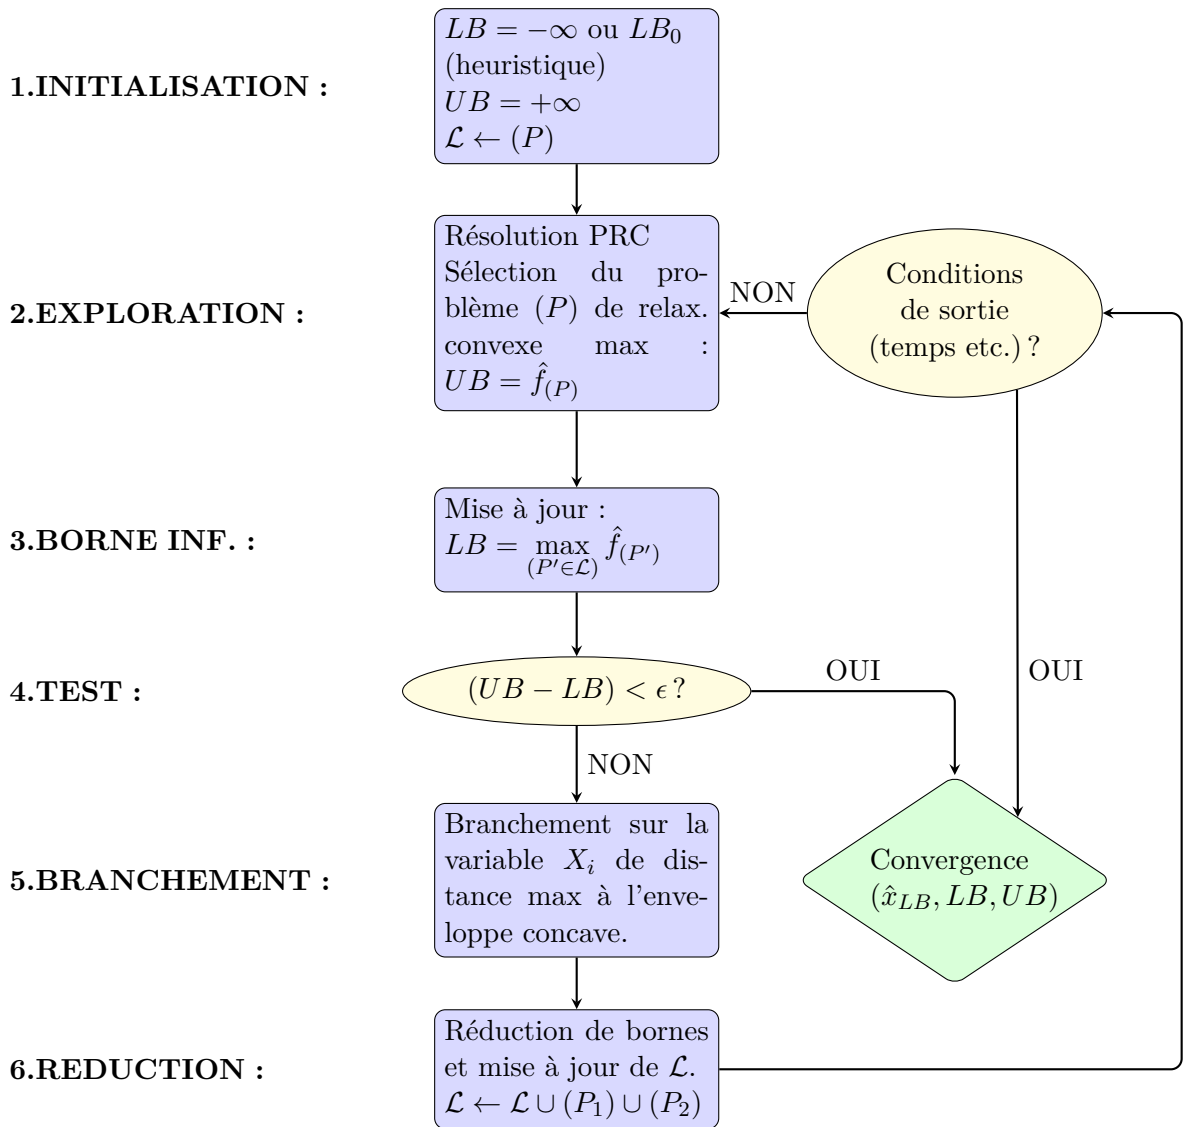 1.INITIALISATION :
LB = −∞ ou LB₀
(heuristique)
UB = +∞
ℒ ← (P)
2.EXPLORATION :
Résolution PRC
Sélection du pro-
blème (P) de relax.
convexe max :
UB = f̂₍P₎
NON
Conditions
de sortie
(temps etc.) ?
3.BORNE INF. :
Mise à jour :
LB = max f̂₍P′₎
(P′∈ℒ)
4.TEST :
(UB − LB) < ϵ ?
OUI
OUI
NON
5.BRANCHEMENT :
Branchement sur la
variable Xᵢ de dis-
tance max à l'enve-
loppe concave.
Convergence
(x̂_LB, LB, UB)
6.REDUCTION :
Réduction de bornes
et mise à jour de ℒ.
ℒ ← ℒ ∪ (P₁) ∪ (P₂)